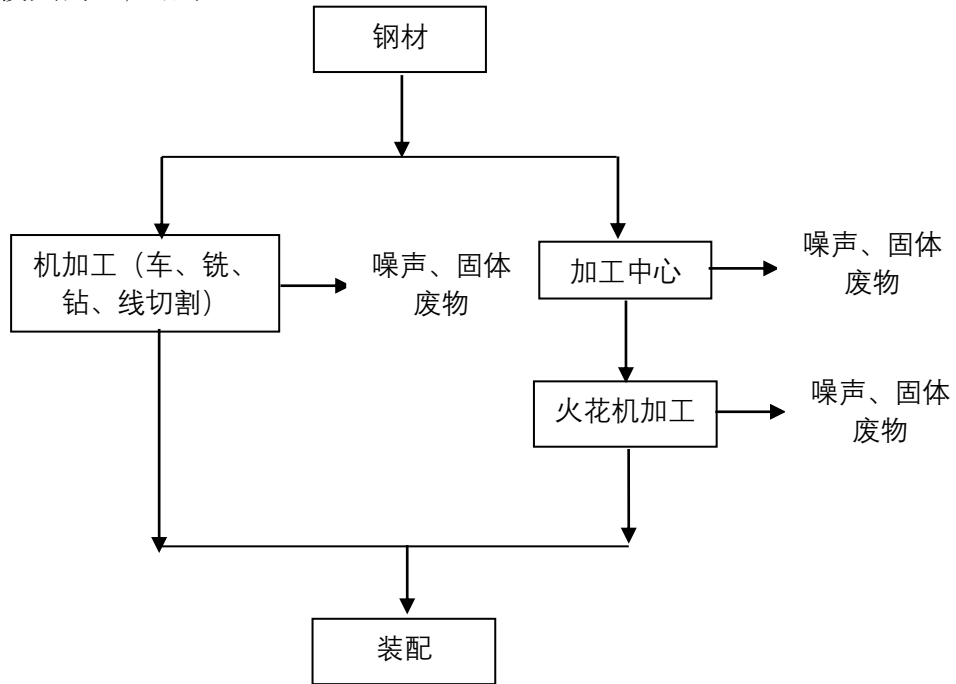 钢材
机加工（车、铣、
钻、线切割）
噪声、固体
废物
加工中心
噪声、固体
废物
火花机加工
噪声、固体
废物
装配